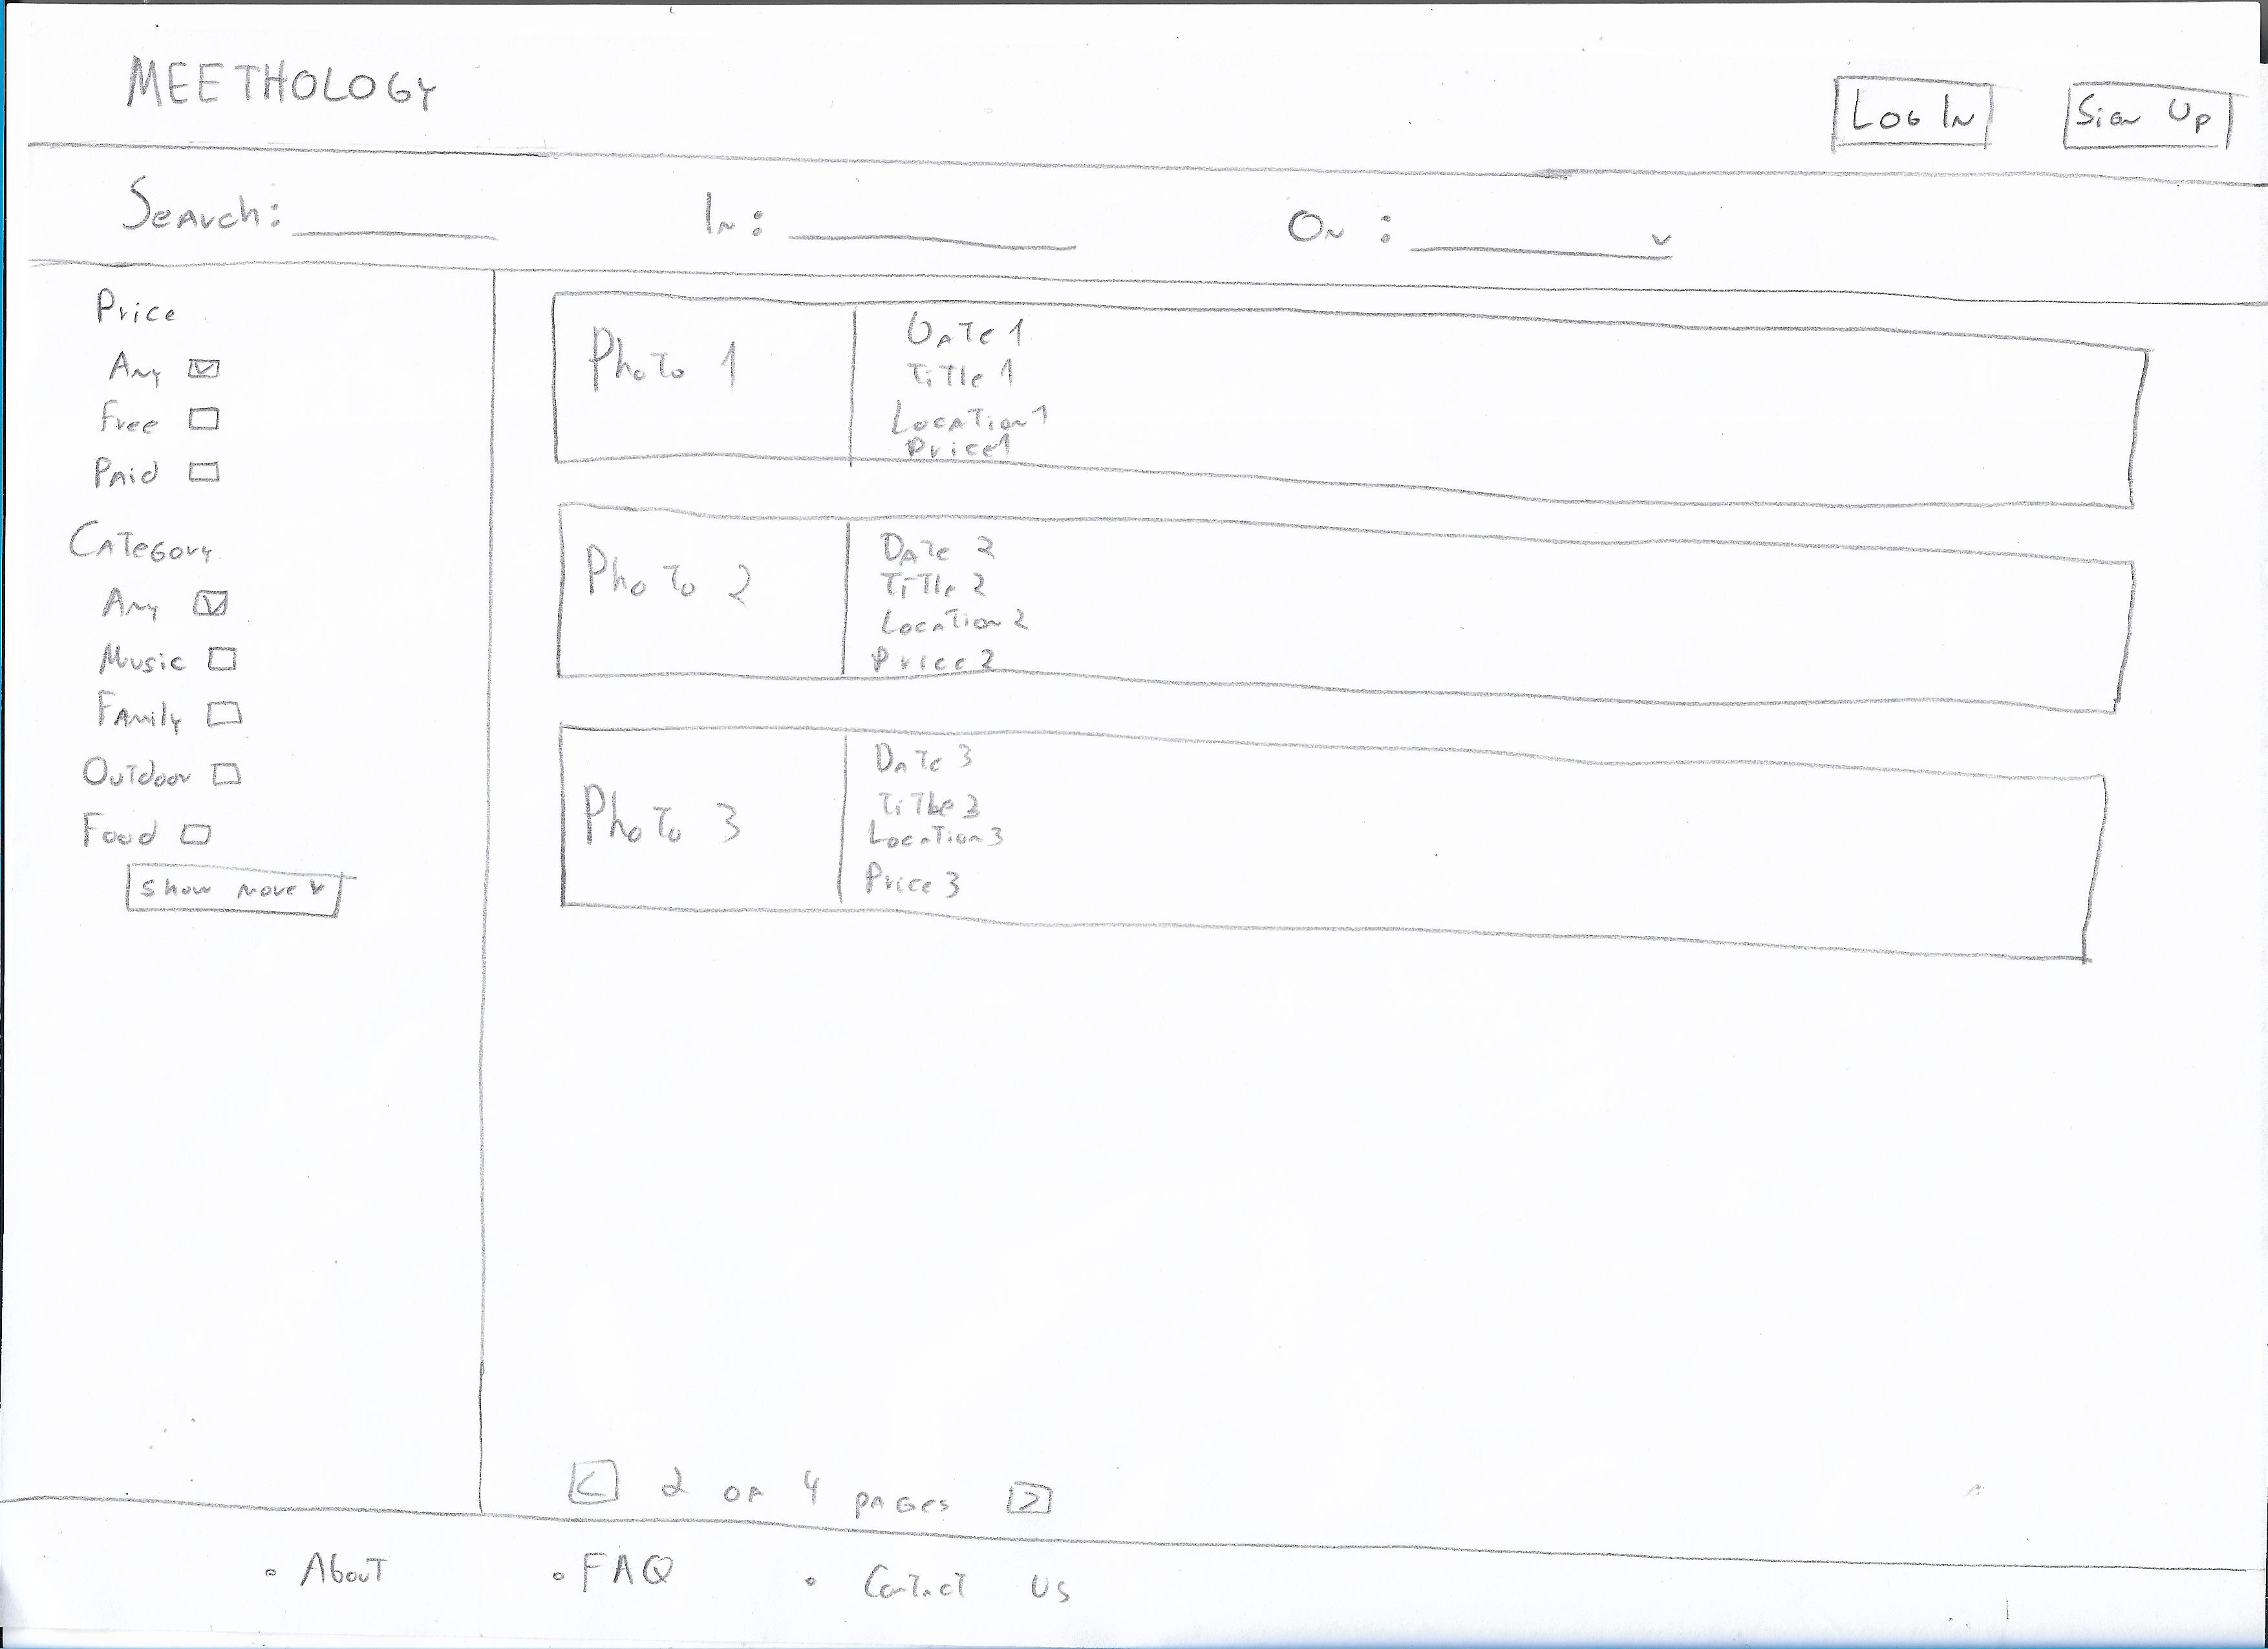 MEETHOLOGY
Log In
Sign Up
Search:
In:
On:
Price
Any
Free
Paid
Category
Any
Music
Family
Outdoor
Food
Show more
Photo 1
Date 1
Title 1
Location 1
Price 1
Photo 2
Date 2
Title 2
Location 2
Price 2
Photo 3
Date 3
Title 3
Location 3
Price 3
< 2 of 4 pages >
• About
• FAQ
• Contact us